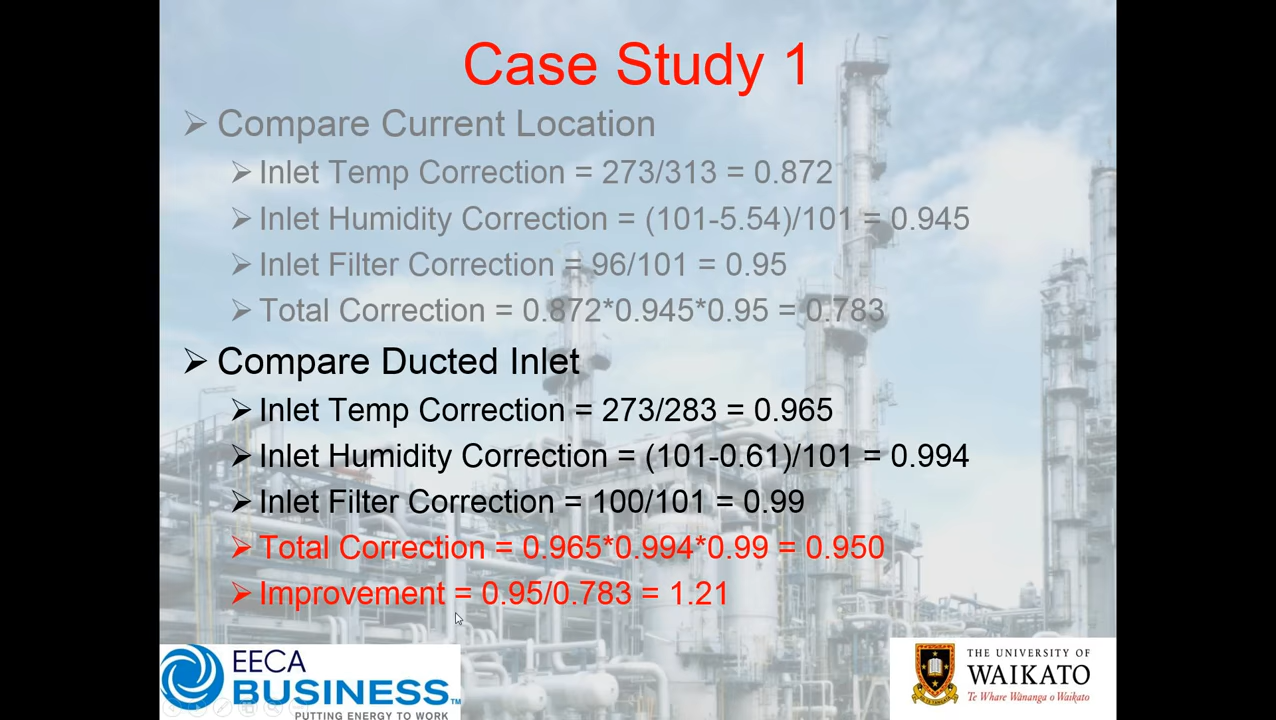 Case Study 1
Compare Current Location
Inlet Temp Correction = 273/313 = 0.872
Inlet Humidity Correction = (101-5.54)/101 = 0.945
Inlet Filter Correction = 96/101 = 0.95
Total Correction = 0.872*0.945*0.95 = 0.783
Compare Ducted Inlet
Inlet Temp Correction = 273/283 = 0.965
Inlet Humidity Correction = (101-0.61)/101 = 0.994
Inlet Filter Correction = 100/101 = 0.99
Total Correction = 0.965*0.994*0.99 = 0.950
Improvement = 0.95/0.783 = 1.21
EECA
BUSINESS™
PUTTING ENERGY TO WORK
THE UNIVERSITY OF
WAIKATO
Te Whare Wānanga o Waikato